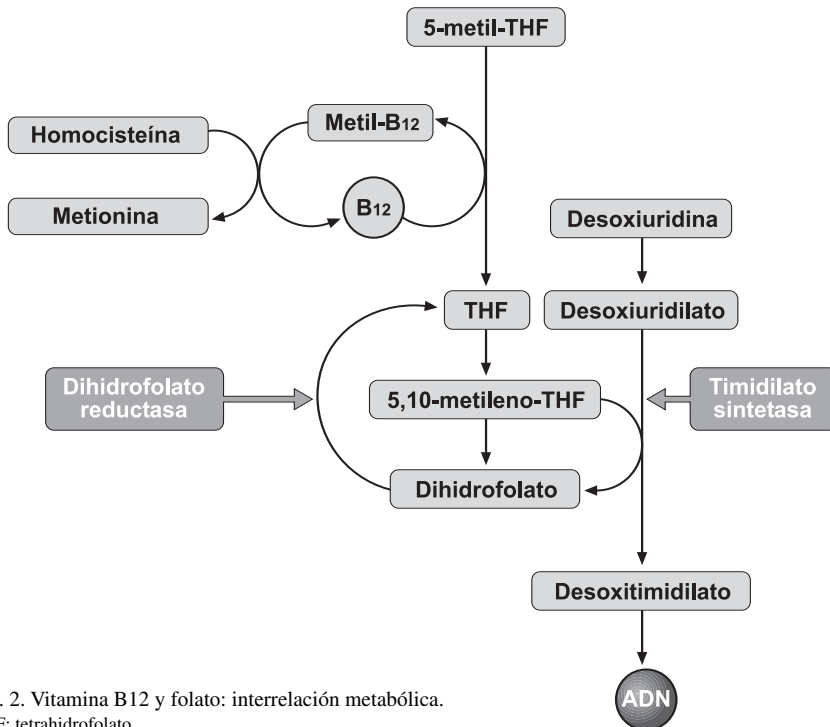 5-metil-THF
Metil-B12
Homocisteína
Metionina
B12
Desoxiuridina
THF
Desoxiuridilato
Dihidrofolato
reductasa
5,10-metileno-THF
Timidilato
sintetasa
Dihidrofolato
Desoxitimidilato
ADN
. 2. Vitamina B12 y folato: interrelación metabólica.
F: tetrahidrofolato